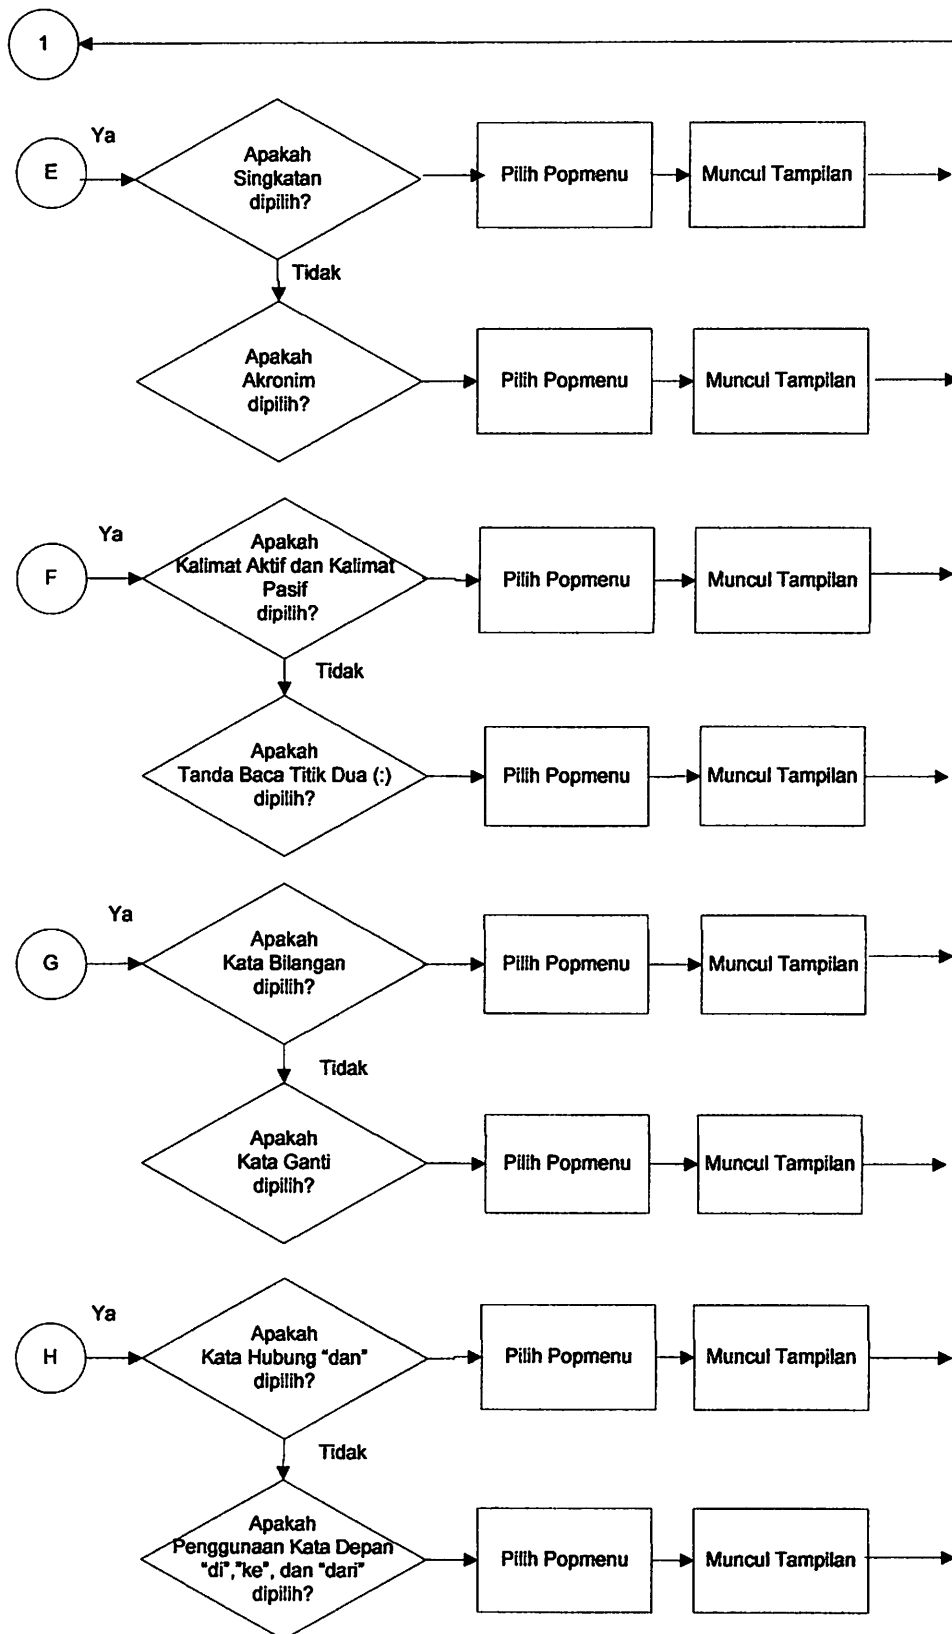 1
Ya
E
Apakah
Singkatan
dipilih?
Pilih Popmenu
Muncul Tampilan
Tidak
Apakah
Akronim
dipilih?
Pilih Popmenu
Muncul Tampilan
Ya
F
Apakah
Kalimat Aktif dan Kalimat
Pasif
dipilih?
Pilih Popmenu
Muncul Tampilan
Tidak
Apakah
Tanda Baca Titik Dua (:)
dipilih?
Pilih Popmenu
Muncul Tampilan
Ya
G
Apakah
Kata Bilangan
dipilih?
Pilih Popmenu
Muncul Tampilan
Tidak
Apakah
Kata Ganti
dipilih?
Pilih Popmenu
Muncul Tampilan
Ya
H
Apakah
Kata Hubung "dan"
dipilih?
Pilih Popmenu
Muncul Tampilan
Tidak
Apakah
Penggunaan Kata Depan
"di","ke", dan "dari"
dipilih?
Pilih Popmenu
Muncul Tampilan